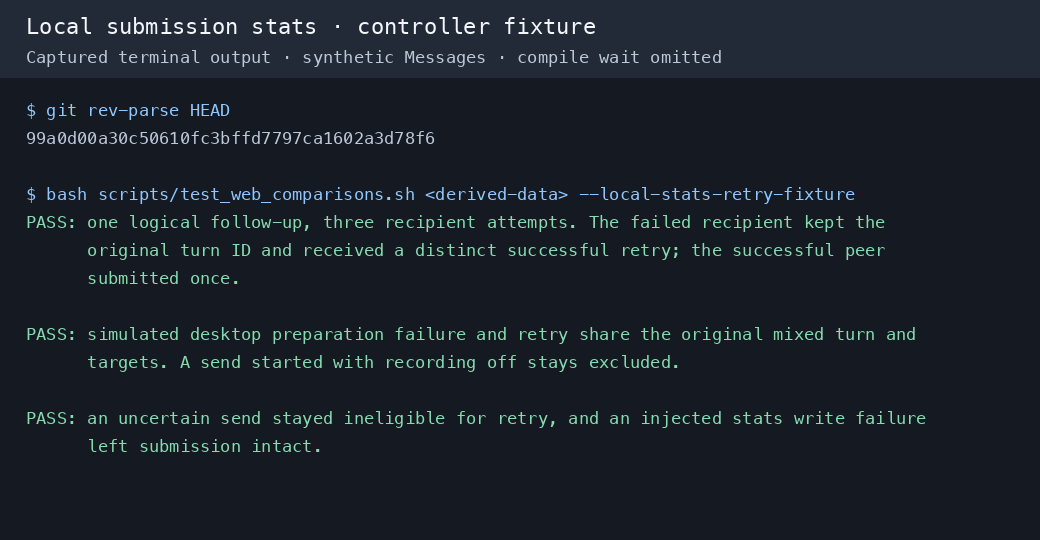 Local submission stats · controller fixture
Captured terminal output · synthetic Messages · compile wait omitted
$ git rev-parse HEAD
99a0d00a30c50610fc3bffd7797ca1602a3d78f6
$ bash scripts/test_web_comparisons.sh <derived-data> --local-stats-retry-fixture
PASS: one logical follow-up, three recipient attempts. The failed recipient kept the
original turn ID and received a distinct successful retry; the successful peer
submitted once.
PASS: simulated desktop preparation failure and retry share the original mixed turn and
targets. A send started with recording off stays excluded.
PASS: an uncertain send stayed ineligible for retry, and an injected stats write failure
left submission intact.